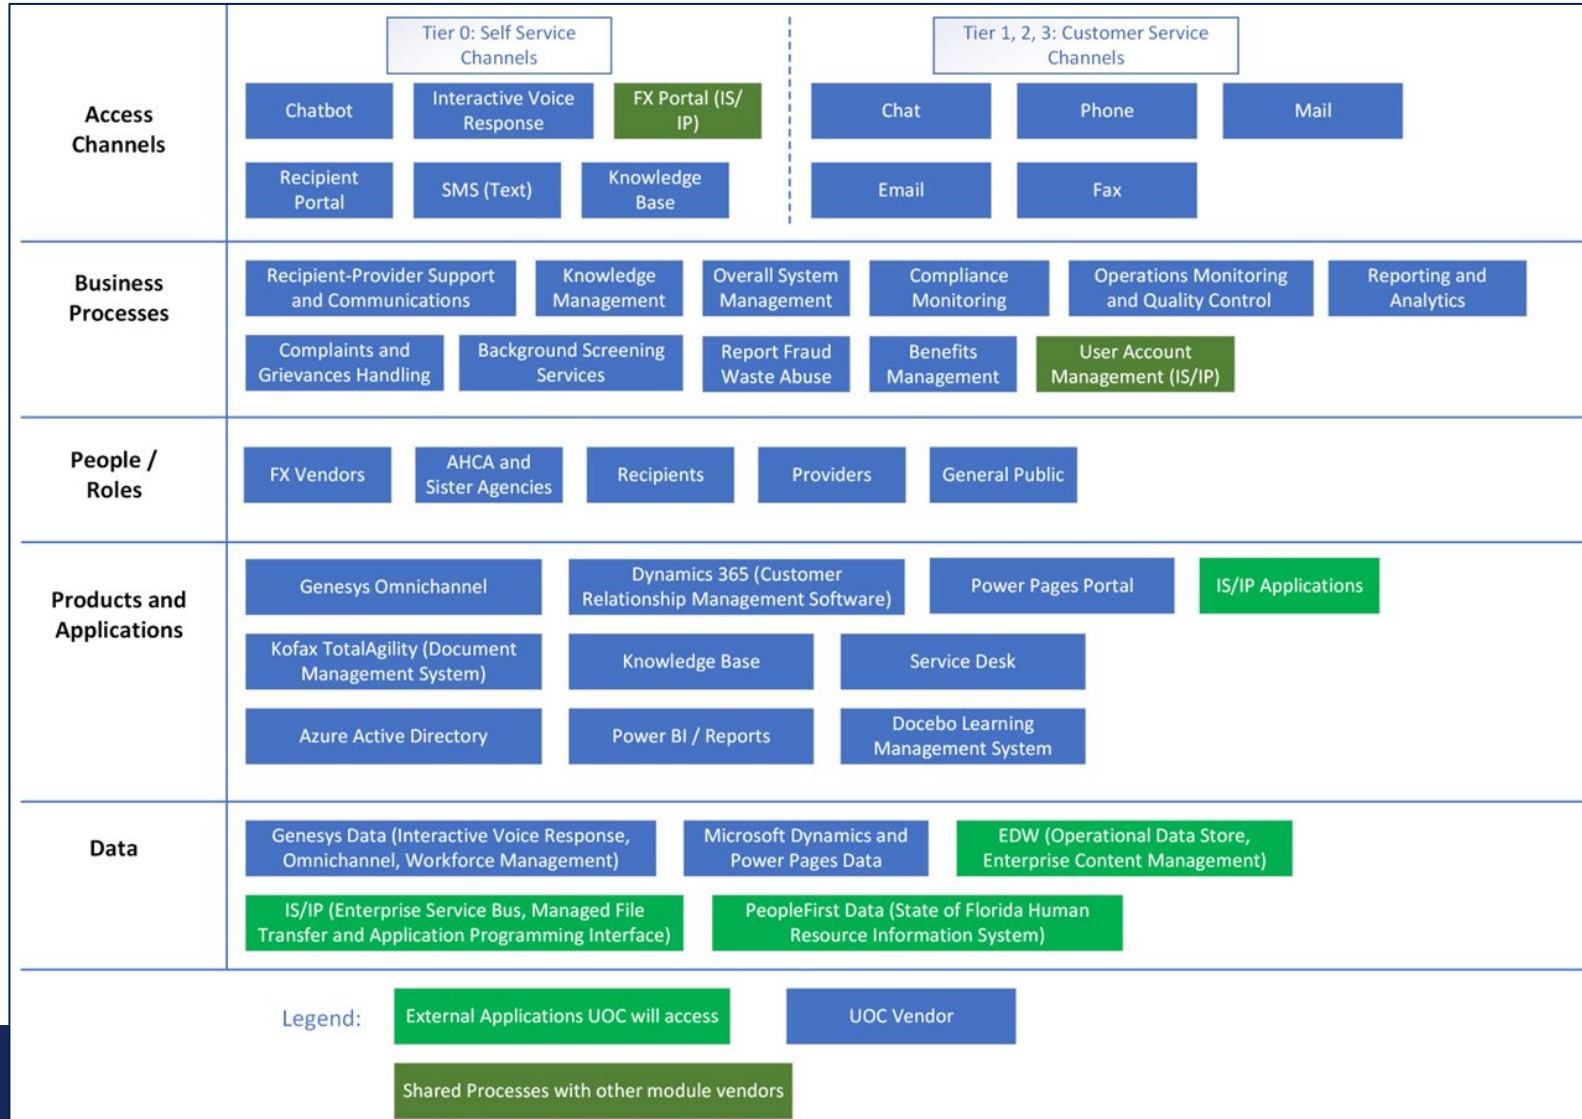 Tier 0: Self Service
Channels
Tier 1, 2, 3: Customer Service
Channels
Access
Channels
Chatbot
Interactive Voice
Response
FX Portal (IS/
IP)
Chat
Phone
Mail
Recipient
Portal
SMS (Text)
Knowledge
Base
Email
Fax
Business
Processes
Recipient-Provider Support
and Communications
Knowledge
Management
Overall System
Management
Compliance
Monitoring
Operations Monitoring
and Quality Control
Reporting and
Analytics
Complaints and
Grievances Handling
Background Screening
Services
Report Fraud
Waste Abuse
Benefits
Management
User Account
Management (IS/IP)
People /
Roles
FX Vendors
AHCA and
Sister Agencies
Recipients
Providers
General Public
Products and
Applications
Genesys Omnichannel
Dynamics 365 (Customer
Relationship Management Software)
Power Pages Portal
IS/IP Applications
Kofax TotalAgility (Document
Management System)
Knowledge Base
Service Desk
Azure Active Directory
Power BI / Reports
Docebo Learning
Management System
Data
Genesys Data (Interactive Voice Response,
Omnichannel, Workforce Management)
Microsoft Dynamics and
Power Pages Data
EDW (Operational Data Store,
Enterprise Content Management)
IS/IP (Enterprise Service Bus, Managed File
Transfer and Application Programming Interface)
PeopleFirst Data (State of Florida Human
Resource Information System)
Legend:
External Applications UOC will access
UOC Vendor
Shared Processes with other module vendors